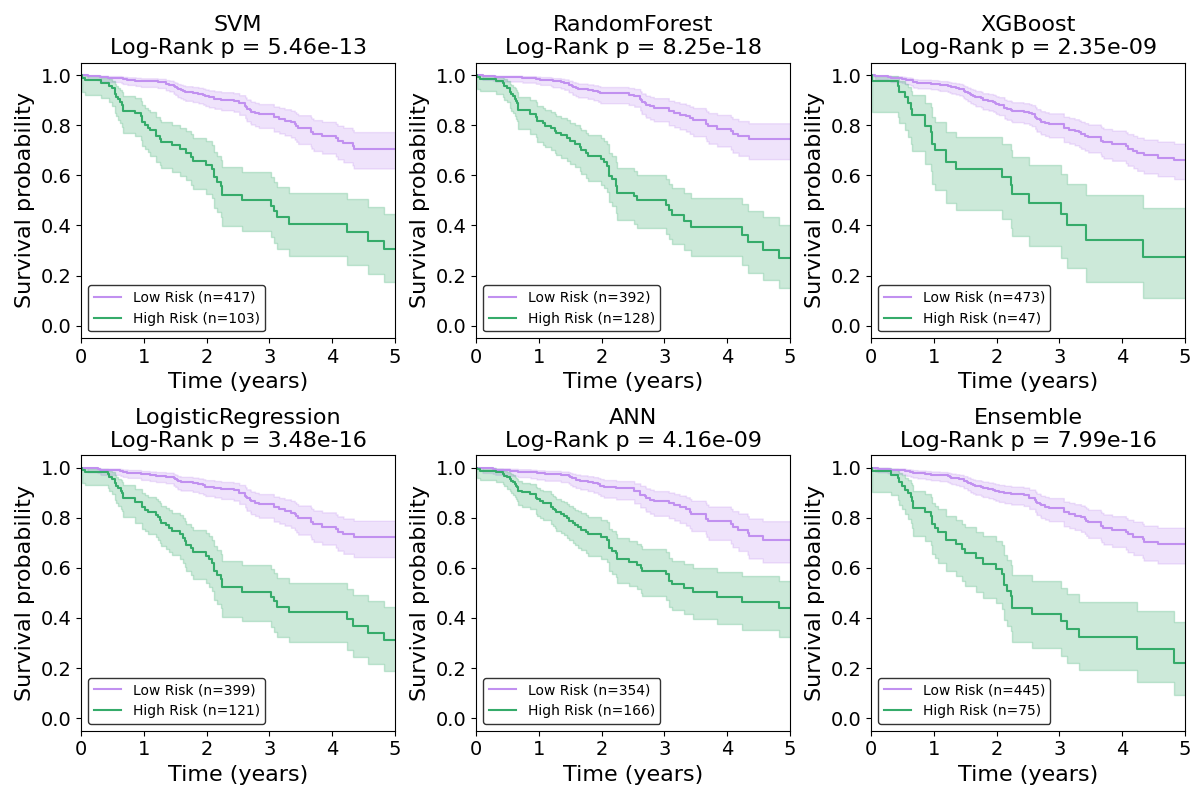 SVM
Log-Rank p = 5.46e-13
Survival probability
1.0
0.8
0.6
0.4
0.2
0.0
Low Risk (n=417)
High Risk (n=103)
0 1 2 3 4 5
Time (years)
RandomForest
Log-Rank p = 8.25e-18
Survival probability
1.0
0.8
0.6
0.4
0.2
0.0
Low Risk (n=392)
High Risk (n=128)
0 1 2 3 4 5
Time (years)
XGBoost
Log-Rank p = 2.35e-09
Survival probability
1.0
0.8
0.6
0.4
0.2
0.0
Low Risk (n=473)
High Risk (n=47)
0 1 2 3 4 5
Time (years)
LogisticRegression
Log-Rank p = 3.48e-16
Survival probability
1.0
0.8
0.6
0.4
0.2
0.0
Low Risk (n=399)
High Risk (n=121)
0 1 2 3 4 5
Time (years)
ANN
Log-Rank p = 4.16e-09
Survival probability
1.0
0.8
0.6
0.4
0.2
0.0
Low Risk (n=354)
High Risk (n=166)
0 1 2 3 4 5
Time (years)
Ensemble
Log-Rank p = 7.99e-16
Survival probability
1.0
0.8
0.6
0.4
0.2
0.0
Low Risk (n=445)
High Risk (n=75)
0 1 2 3 4 5
Time (years)